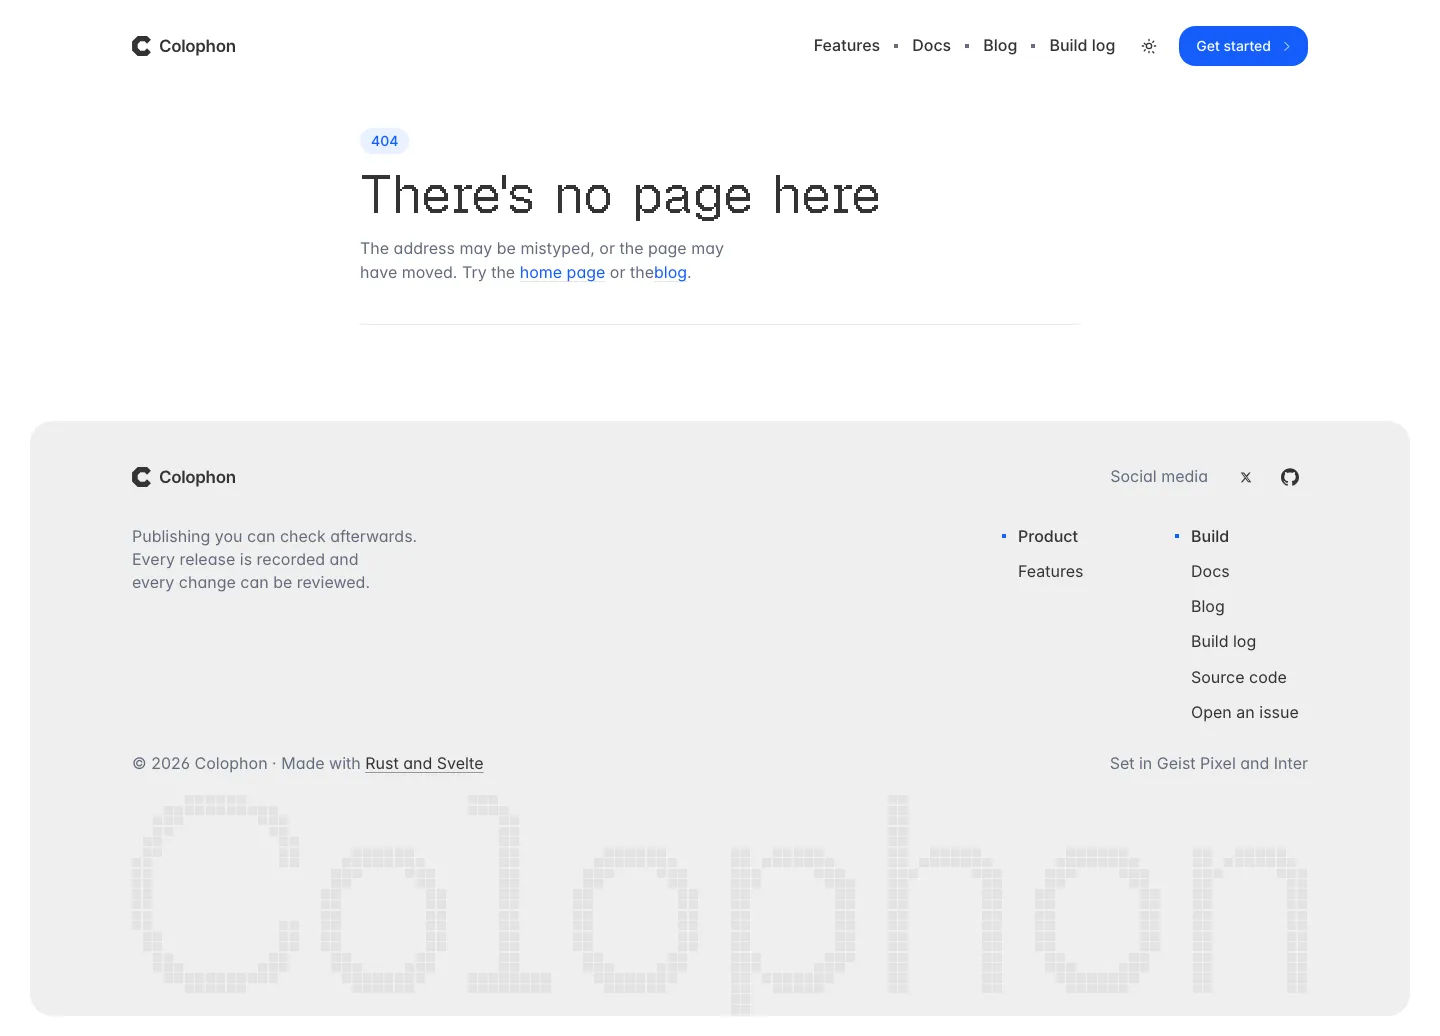 Colophon
Features
Docs
Blog
Build log
Get started
404
There's no page here
The address may be mistyped, or the page may
have moved. Try the home page or theblog.
Colophon
Social media
Publishing you can check afterwards.
Every release is recorded and
every change can be reviewed.
Product
Features
Build
Docs
Blog
Build log
Source code
Open an issue
© 2026 Colophon · Made with Rust and Svelte
Set in Geist Pixel and Inter
Colophon